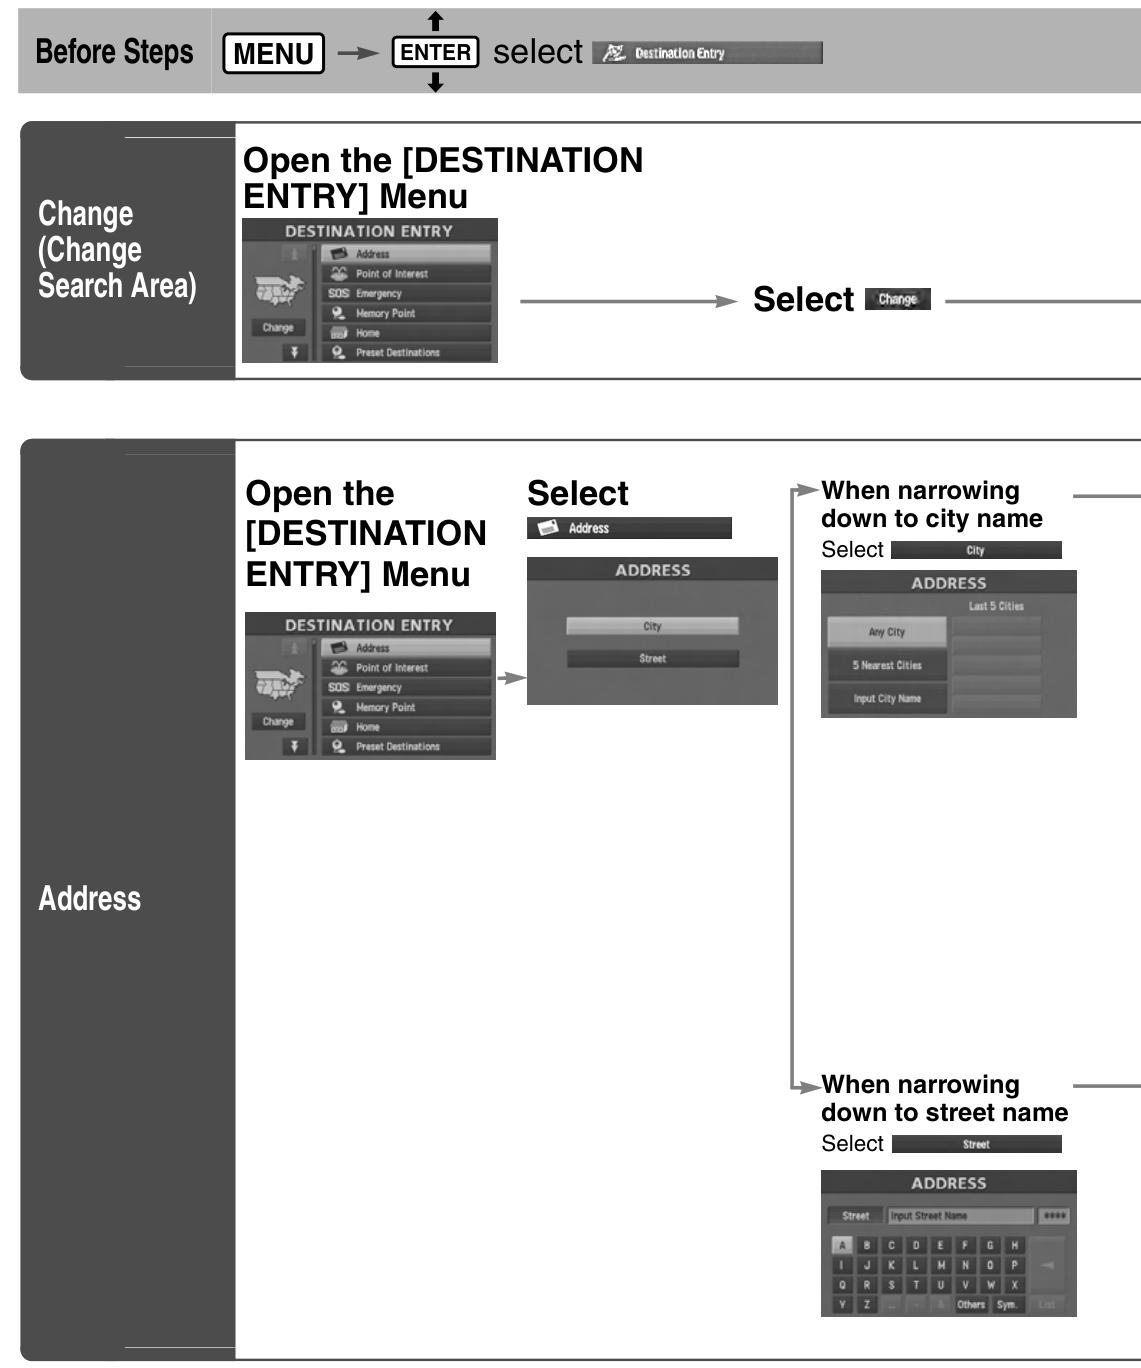 Before Steps
MENU
ENTER
select
Destination Entry
Change
(Change
Search Area)
Open the [DESTINATION
ENTRY] Menu
DESTINATION ENTRY
Address
Point of Interest
SOS Emergency
Memory Point
Change
Home
Preset Destinations
Select
Change
Address
Open the
[DESTINATION
ENTRY] Menu
DESTINATION ENTRY
Address
Point of Interest
SOS Emergency
Memory Point
Change
Home
Preset Destinations
Select
Address
ADDRESS
City
Street
When narrowing
down to city name
Select
City
ADDRESS
Last 5 Cities
Any City
5 Nearest Cities
Input City Name
When narrowing
down to street name
Select
Street
ADDRESS
Street Input Street Name ****
A B C D E F G H
I J K L M N O P
Q R S T U V W X
Y Z _ - & Others Sym. List